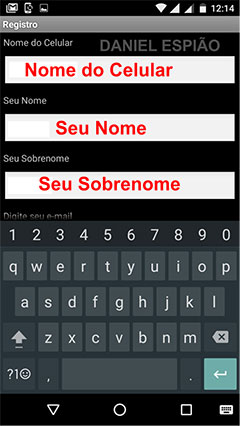 12:14
Registro
Nome do Celular
DANIEL ESPIÃO
Nome do Celular
Seu Nome
Seu Nome
Seu Sobrenome
Seu Sobrenome
Digite seu e-mail
1 2 3 4 5 6 7 8 9 0
q w e r t y u i o p
a s d f g h j k l
z x c v b n m
?1☺ , .